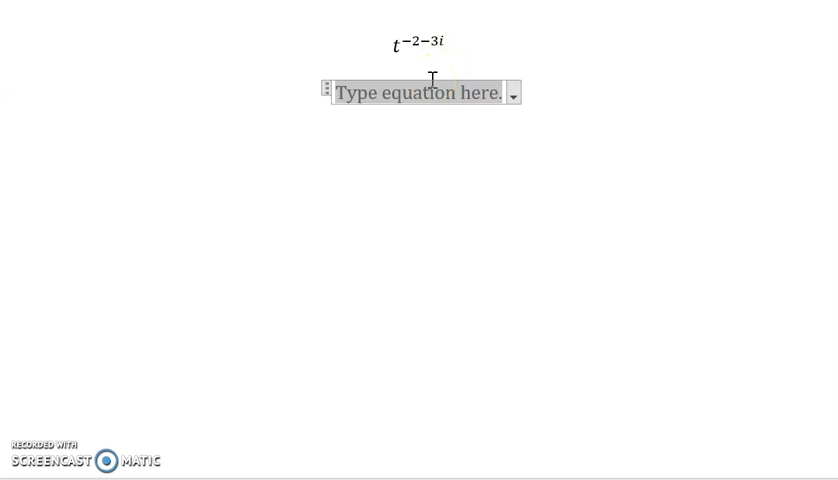 t⁻²⁻³ⁱ
Type equation here.
RECORDED WITH
SCREENCAST MATIC